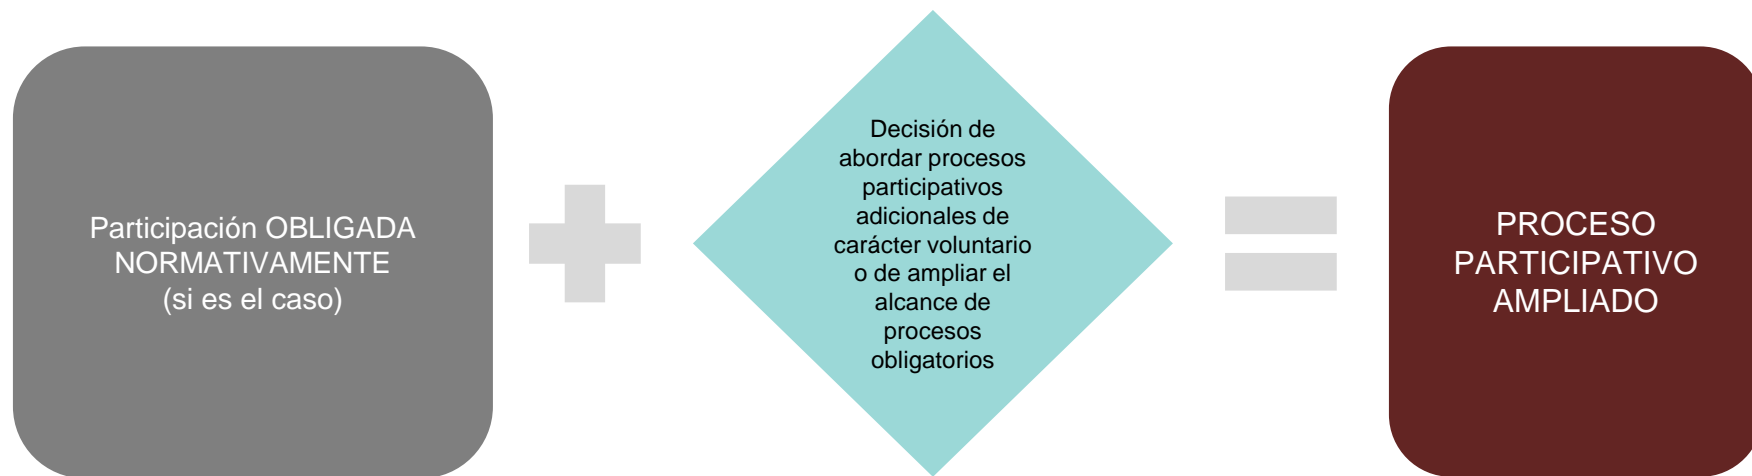 Participación OBLIGADA
NORMATIVAMENTE
(si es el caso)
Decisión de
abordar procesos
participativos
adicionales de
carácter voluntario
o de ampliar el
alcance de
procesos
obligatorios
PROCESO
PARTICIPATIVO
AMPLIADO